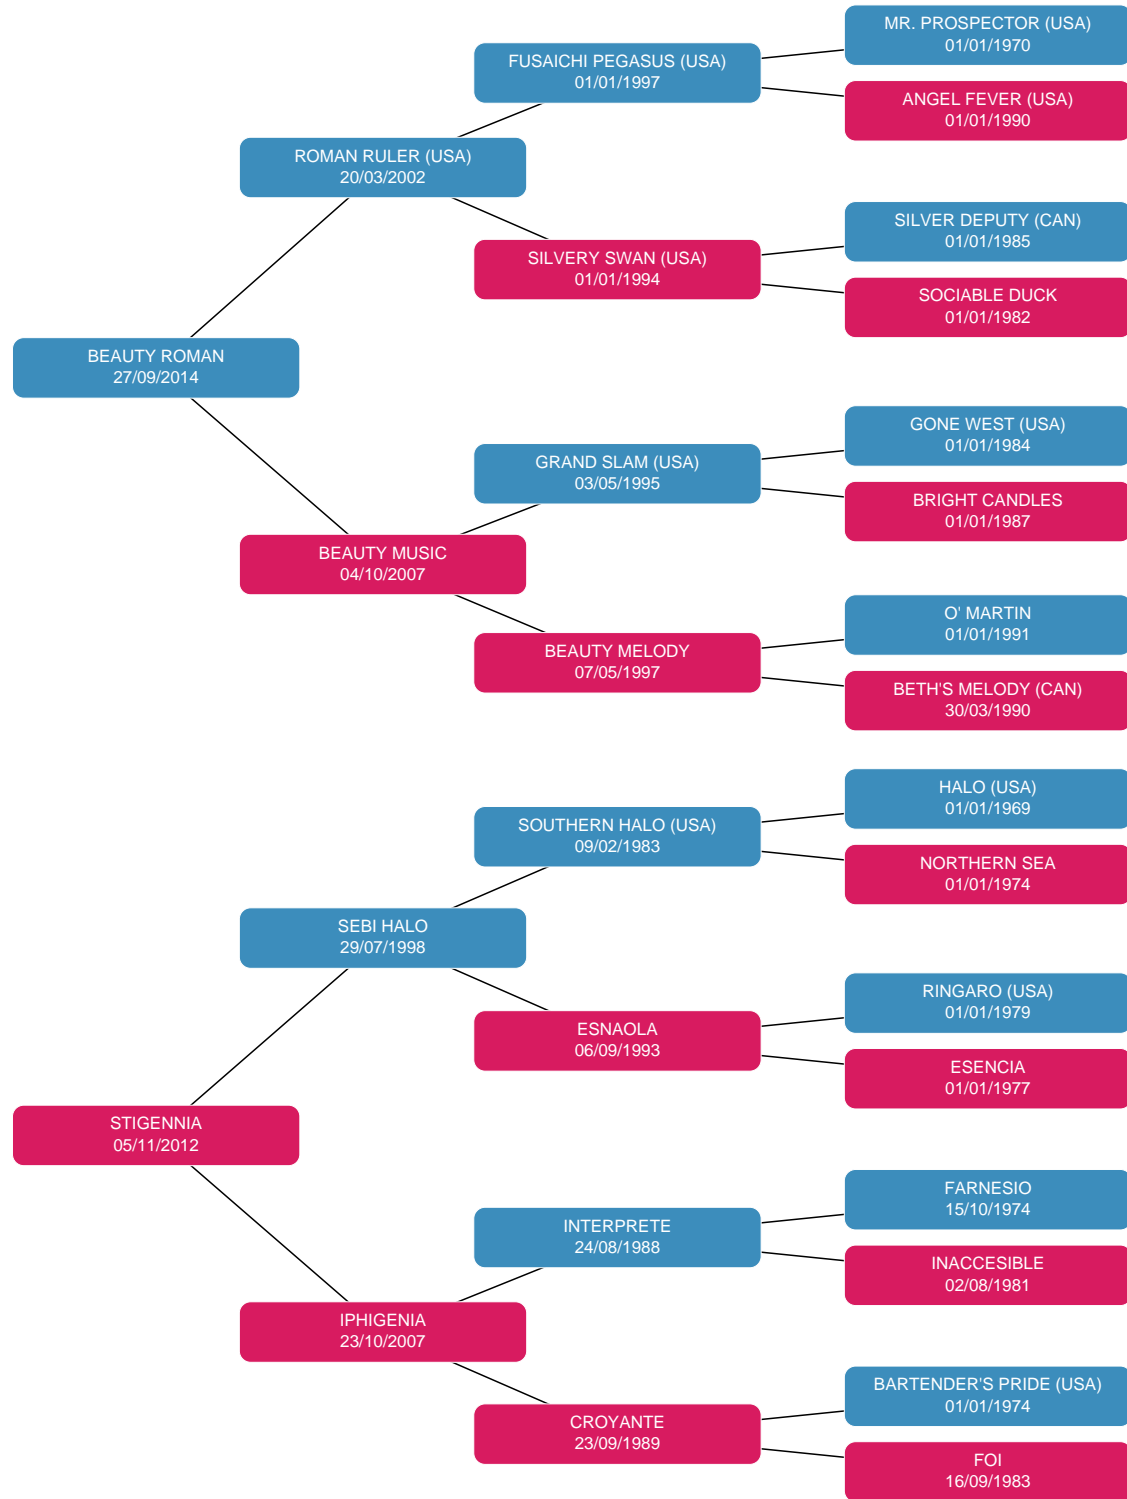 MR. PROSPECTOR (USA)
01/01/1970
FUSAICHI PEGASUS (USA)
01/01/1997
ANGEL FEVER (USA)
01/01/1990
ROMAN RULER (USA)
20/03/2002
SILVER DEPUTY (CAN)
01/01/1985
SILVERY SWAN (USA)
01/01/1994
SOCIABLE DUCK
01/01/1982
BEAUTY ROMAN
27/09/2014
GONE WEST (USA)
01/01/1984
GRAND SLAM (USA)
03/05/1995
BRIGHT CANDLES
01/01/1987
BEAUTY MUSIC
04/10/2007
O' MARTIN
01/01/1991
BEAUTY MELODY
07/05/1997
BETH'S MELODY (CAN)
30/03/1990
HALO (USA)
01/01/1969
SOUTHERN HALO (USA)
09/02/1983
NORTHERN SEA
01/01/1974
SEBI HALO
29/07/1998
RINGARO (USA)
01/01/1979
ESNAOLA
06/09/1993
ESENCIA
01/01/1977
STIGENNIA
05/11/2012
FARNESIO
15/10/1974
INTERPRETE
24/08/1988
INACCESIBLE
02/08/1981
IPHIGENIA
23/10/2007
BARTENDER'S PRIDE (USA)
01/01/1974
CROYANTE
23/09/1989
FOI
16/09/1983